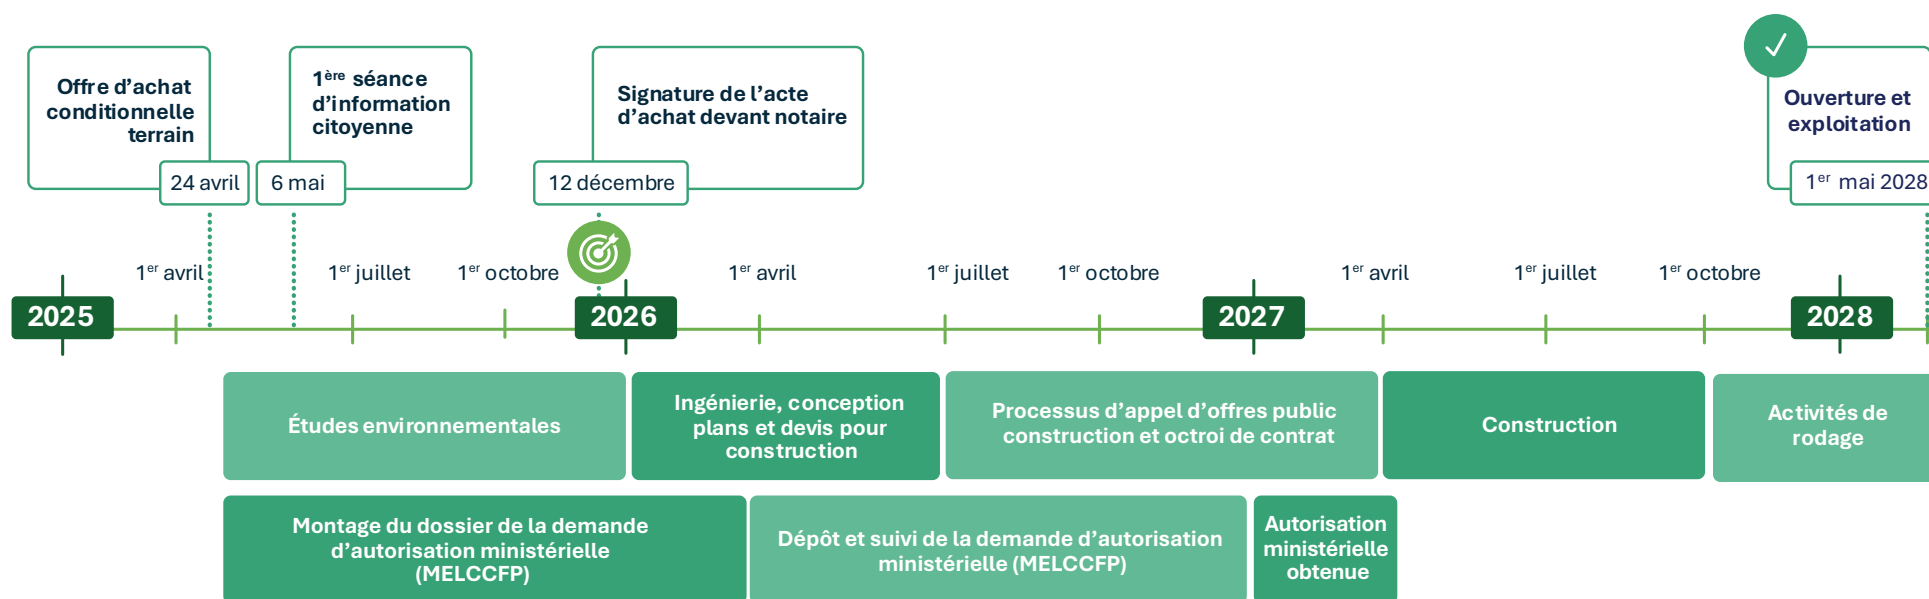 Offre d’achat
conditionnelle
terrain
24 avril
1ère séance
d’information
citoyenne
6 mai
Signature de l’acte
d’achat devant notaire
12 décembre
Ouverture et
exploitation
1er mai 2028
1er avril
1er juillet
1er octobre
1er avril
1er juillet
1er octobre
1er avril
1er juillet
1er octobre
2025
2026
2027
2028
Études environnementales
Ingénierie, conception
plans et devis pour
construction
Processus d’appel d’offres public
construction et octroi de contrat
Construction
Activités de
rodage
Montage du dossier de la demande
d’autorisation ministérielle
(MELCCFP)
Dépôt et suivi de la demande d’autorisation
ministérielle (MELCCFP)
Autorisation
ministérielle
obtenue